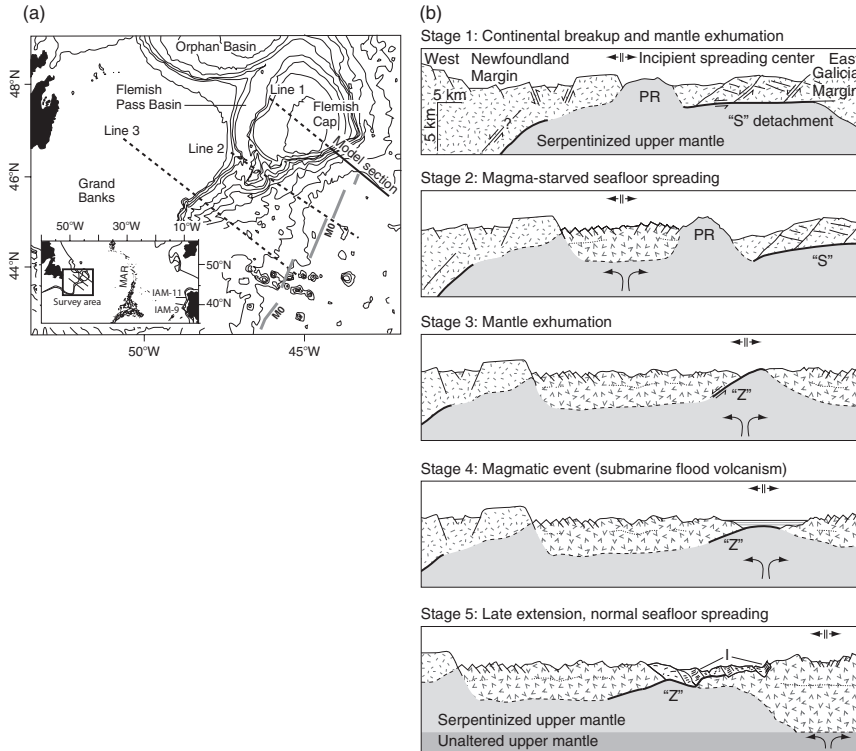 (a)
Orphan Basin
48°N
Flemish
Pass Basin
Line 1
Flemish
Cap
Line 3
Line 2
Model section
46°N
Grand
Banks
M0
50°W
30°W
10°W
44°N
50°N
MAR
IAM-11
40°N
Survey area
IAM-9
M0
50°W
45°W
(b)
Stage 1: Continental breakup and mantle exhumation
West
Newfoundland
Margin
Incipient spreading center
East
Galicia
Margin
5 km
5 km
PR
"S" detachment
Serpentinized upper mantle
Stage 2: Magma-starved seafloor spreading
PR
"S"
Stage 3: Mantle exhumation
"Z"
Stage 4: Magmatic event (submarine flood volcanism)
"Z"
Stage 5: Late extension, normal seafloor spreading
I
"Z"
Serpentinized upper mantle
Unaltered upper mantle